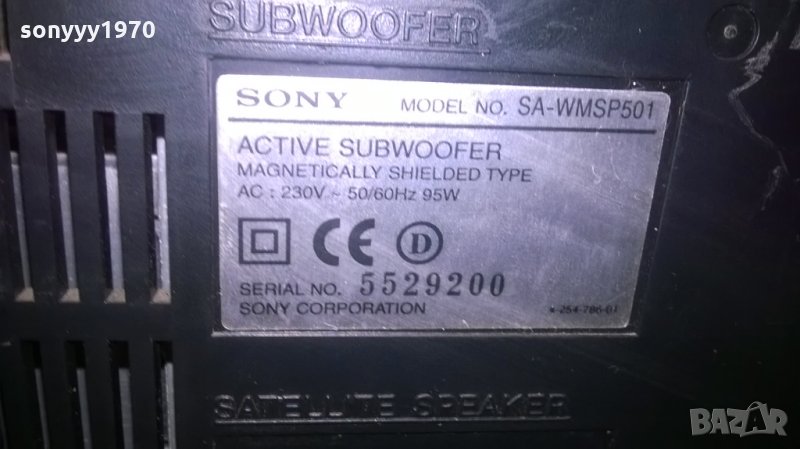 sonyyy1970
SUBWOOFER
SONY MODEL NO. SA-WMSP501
ACTIVE SUBWOOFER
MAGNETICALLY SHIELDED TYPE
AC : 230V ~ 50/60Hz 95W
CE D
SERIAL NO. 5529200
SONY CORPORATION
SATELLITE SPEAKER
BAZAR